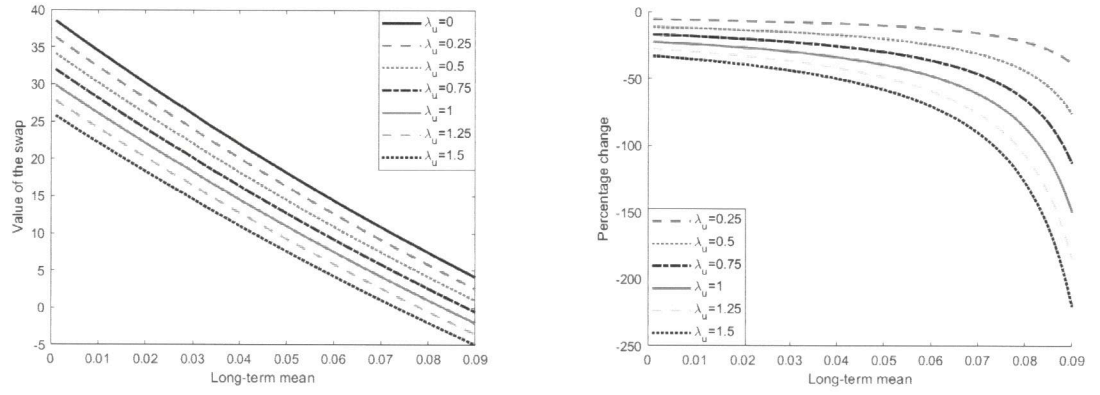 40
35
30
25
20
15
10
5
0
-5
Value of the swap
0 0.01 0.02 0.03 0.04 0.05 0.06 0.07 0.08 0.09
Long-term mean
λu=0
λu=0.25
λu=0.5
λu=0.75
λu=1
λu=1.25
λu=1.5
0
-50
-100
-150
-200
-250
Percentage change
0 0.01 0.02 0.03 0.04 0.05 0.06 0.07 0.08 0.09
Long-term mean
λu=0.25
λu=0.5
λu=0.75
λu=1
λu=1.25
λu=1.5